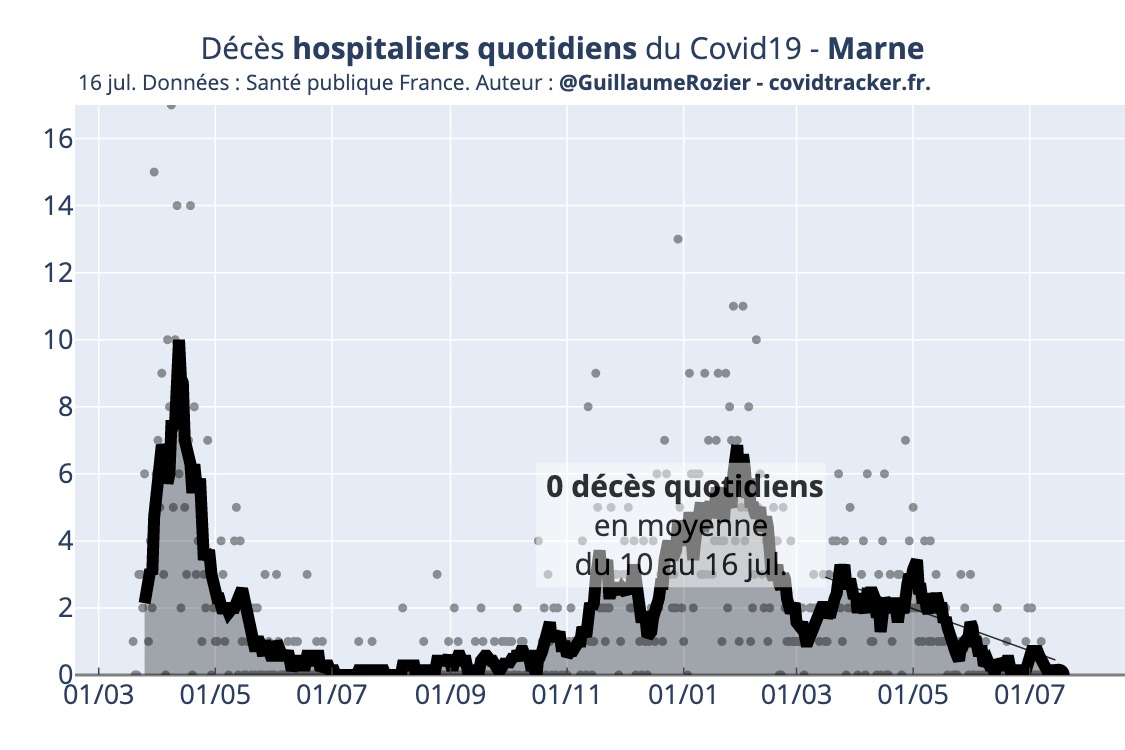 Décès hospitaliers quotidiens du Covid19 - Marne
16 jul. Données : Santé publique France. Auteur : @GuillaumeRozier - covidtracker.fr.
16
14
12
10
8
6
4
2
0
0 décès quotidiens
en moyenne
du 10 au 16 jul.
01/03 01/05 01/07 01/09 01/11 01/01 01/03 01/05 01/07